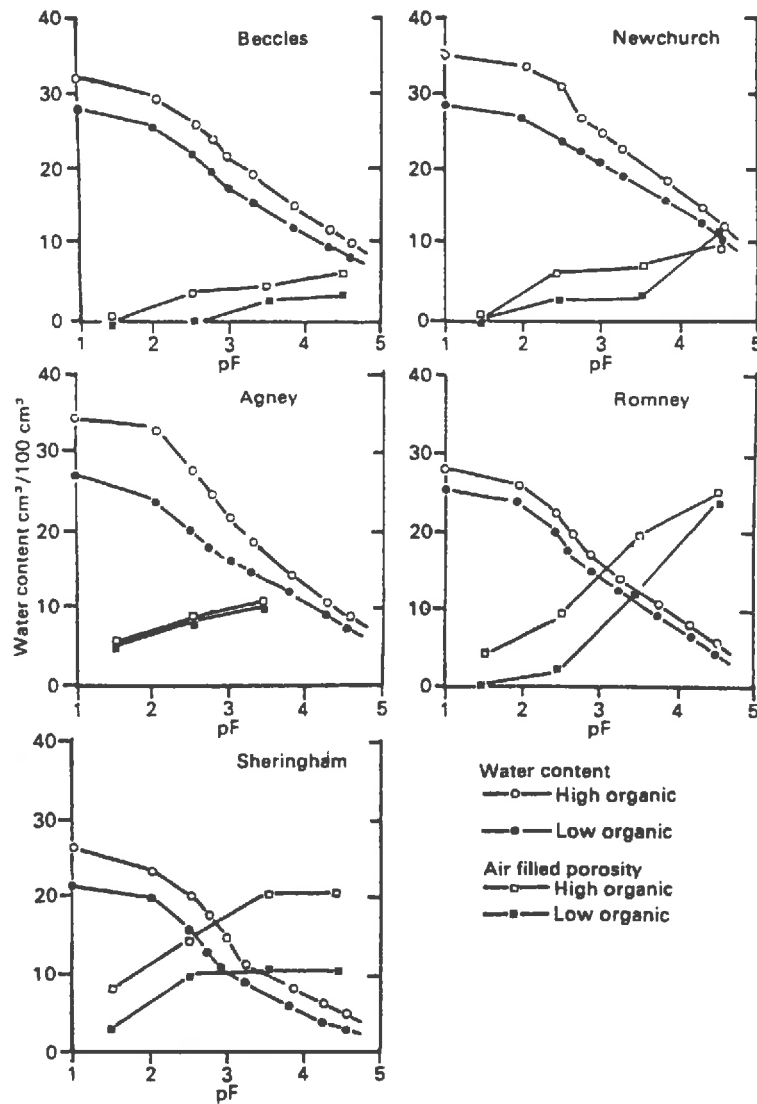 Beccles
Newchurch
40
30
20
10
0
1 2 3 4 5
pF
40
30
20
10
0
1 2 3 4 5
pF
Agney
Romney
Water content cm³/100 cm³
40
30
20
10
0
1 2 3 4 5
pF
40
30
20
10
0
1 2 3 4 5
pF
Sheringham
40
30
20
10
0
1 2 3 4 5
pF
Water content
High organic
Low organic
Air filled porosity
High organic
Low organic